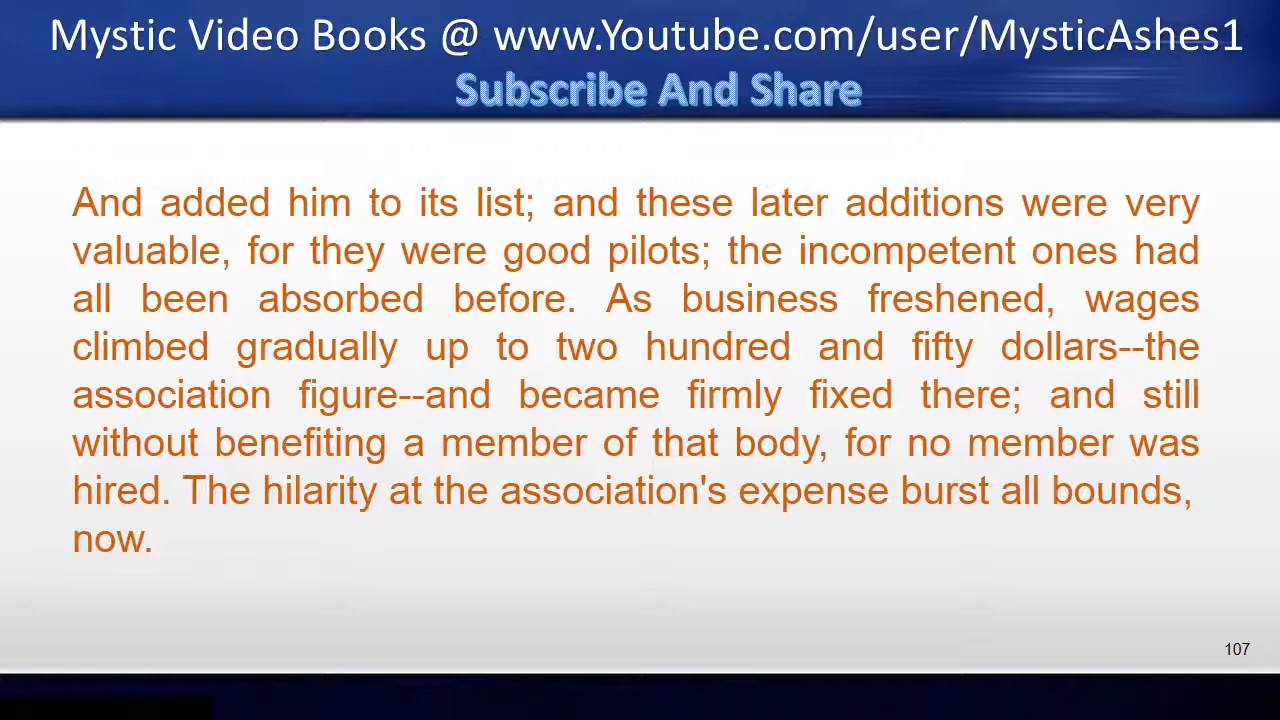 Mystic Video Books @ www.Youtube.com/user/MysticAshes1
Subscribe And Share
And added him to its list; and these later additions were very
valuable, for they were good pilots; the incompetent ones had
all been absorbed before. As business freshened, wages
climbed gradually up to two hundred and fifty dollars--the
association figure--and became firmly fixed there; and still
without benefiting a member of that body, for no member was
hired. The hilarity at the association's expense burst all bounds,
now.
107